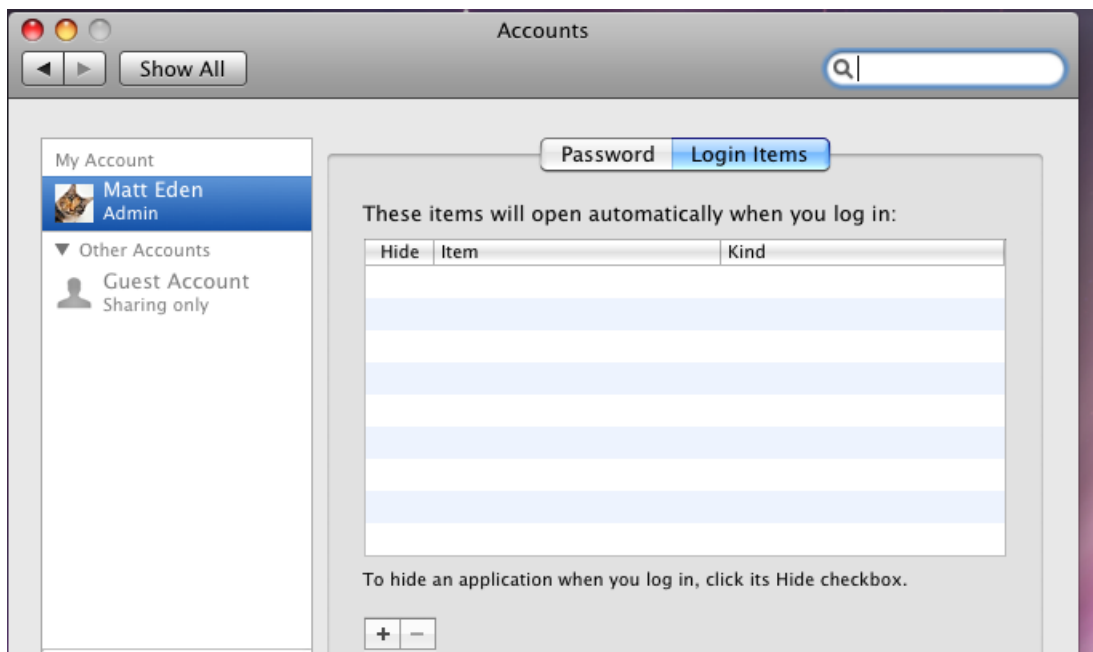 Accounts
Show All
My Account
Matt Eden
Admin
Other Accounts
Guest Account
Sharing only
Password Login Items
These items will open automatically when you log in:
Hide Item Kind
To hide an application when you log in, click its Hide checkbox.
+ −